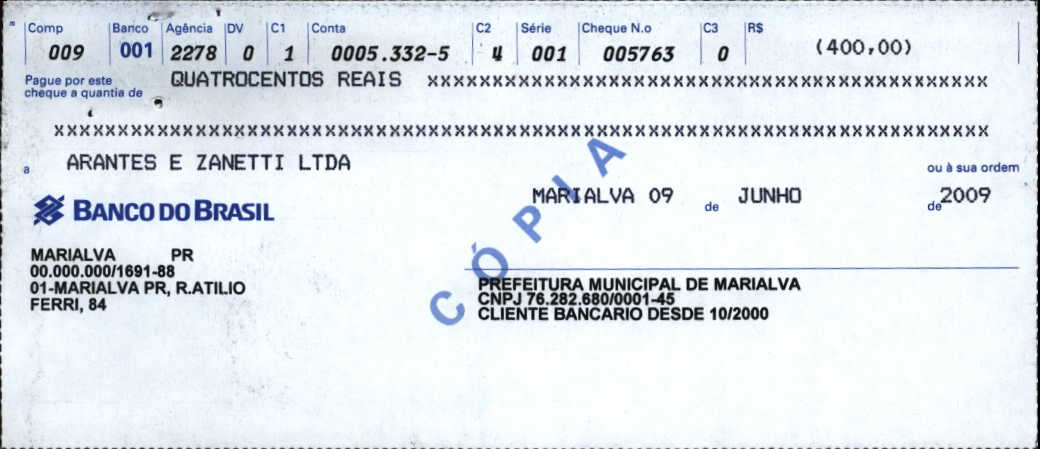 Comp Banco Agência DV C1 Conta C2 Série Cheque N.o C3 R$
009 001 2278 0 1 0005.332-5 4 001 005763 0 (400,00)
Pague por este
cheque a quantia de QUATROCENTOS REAIS xxxxxxxxxxxxxxxxxxxxxxxxxxxxxxxxxxxxxxxxxxxxxxxx
xxxxxxxxxxxxxxxxxxxxxxxxxxxxxxxxxxxxxxxxxxxxxxxxxxxxxxxxxxxxxxxxxxxxxxxxxxxxxxxx
a ARANTES E ZANETTI LTDA ou à sua ordem
MARIALVA 09 de JUNHO de 2009
BANCO DO BRASIL
CÓPIA
MARIALVA PR
00.000.000/1691-88
01-MARIALVA PR, R.ATILIO
FERRI, 84
PREFEITURA MUNICIPAL DE MARIALVA
CNPJ 76.282.680/0001-45
CLIENTE BANCARIO DESDE 10/2000